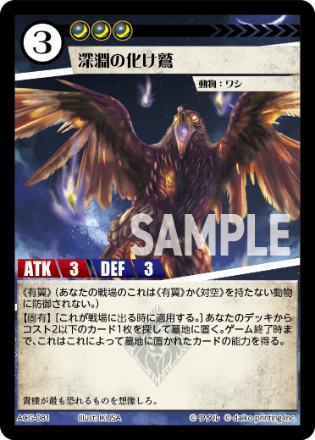 3
深淵の化け鷲
動物：ワシ
SAMPLE
ATK 3 DEF 3
《有翼》（あなたの戦場のこれは《有翼》か《対空》を持たない動物
に防御されない。）
【固有】［これが戦場に出る時に適用する。］あなたのデッキから
コスト2以下のカード1枚を探して墓地に置く。ゲーム終了時ま
で、これはこれによって墓地に置かれたカードの能力を得る。
貴様が最も恐れるものを想像しろ。
ACG-081 Illust:IKUSA ©ワタル ©daiko printing.inc.